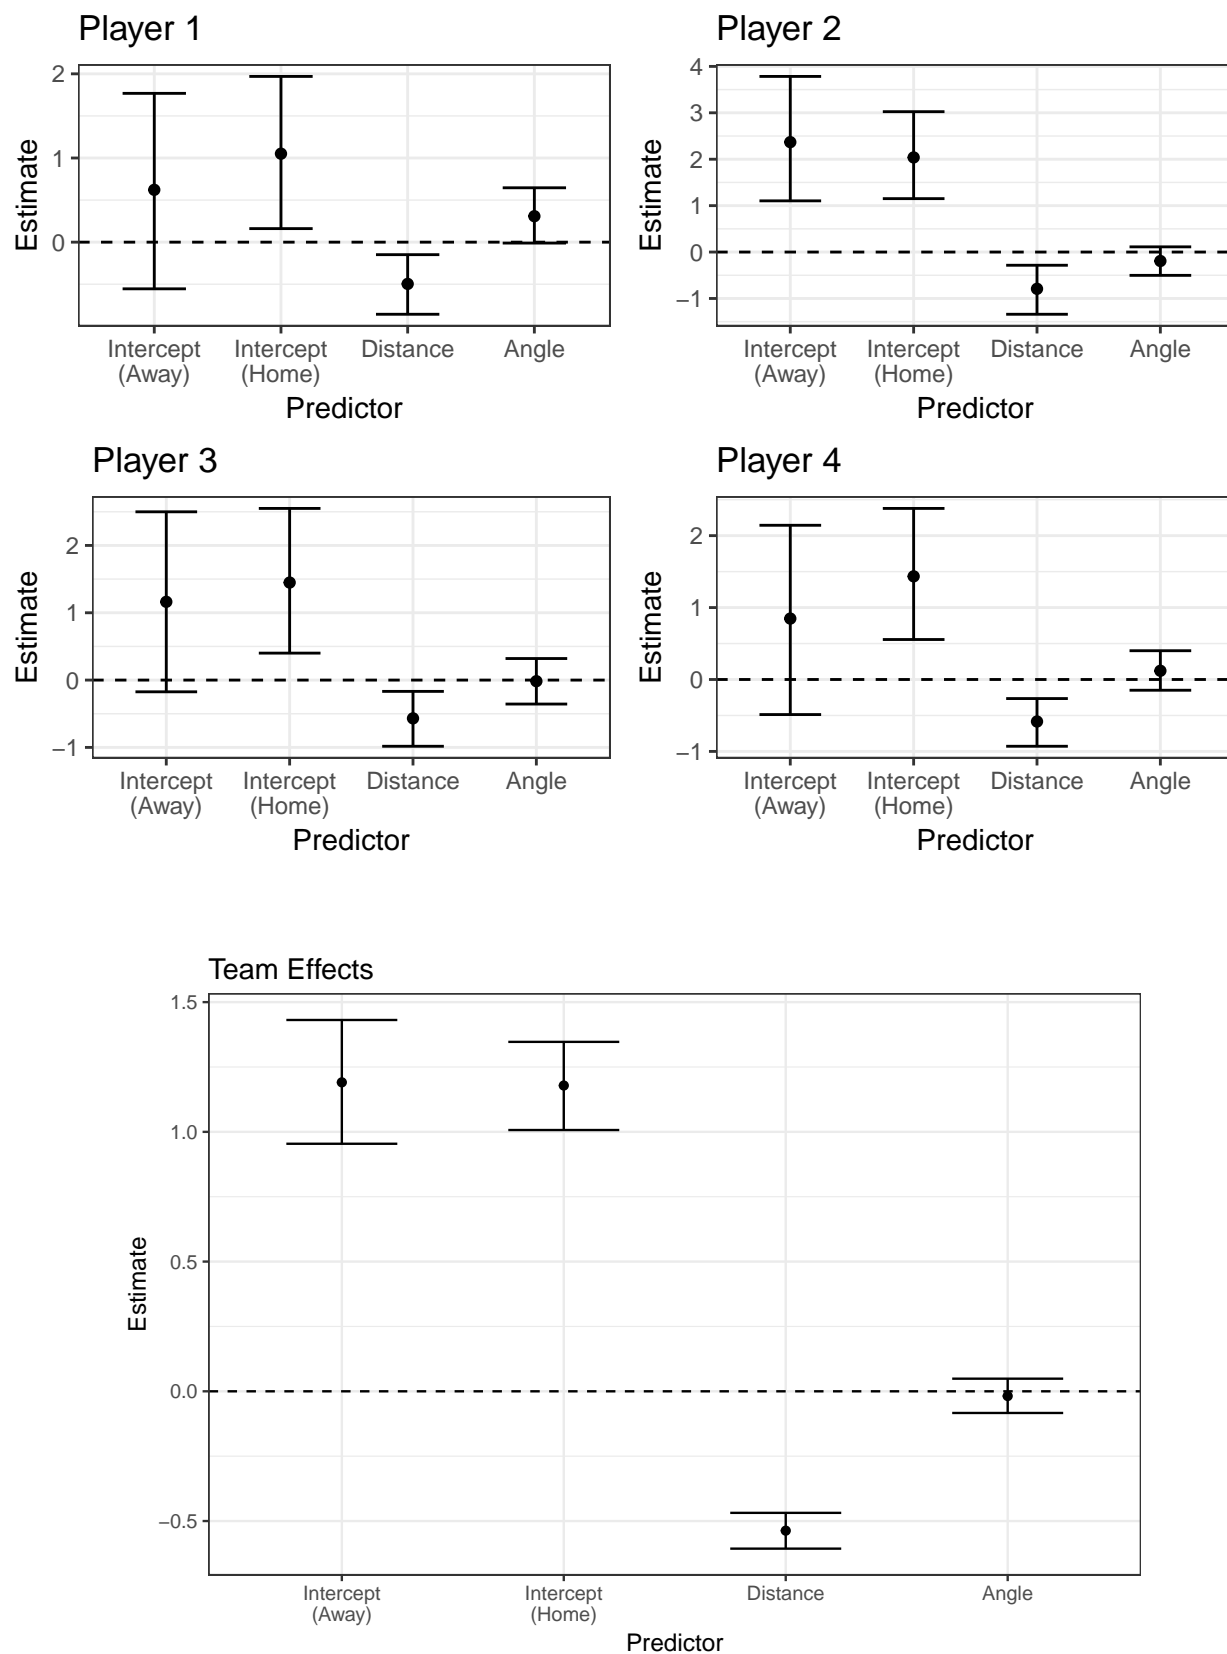 Player 1
Estimate
2
1
0
Intercept
(Away)
Intercept
(Home)
Distance
Angle
Predictor
Player 2
Estimate
4
3
2
1
0
−1
Intercept
(Away)
Intercept
(Home)
Distance
Angle
Predictor
Player 3
Estimate
2
1
0
−1
Intercept
(Away)
Intercept
(Home)
Distance
Angle
Predictor
Player 4
Estimate
2
1
0
−1
Intercept
(Away)
Intercept
(Home)
Distance
Angle
Predictor
Team Effects
Estimate
1.5
1.0
0.5
0.0
−0.5
Intercept
(Away)
Intercept
(Home)
Distance
Angle
Predictor